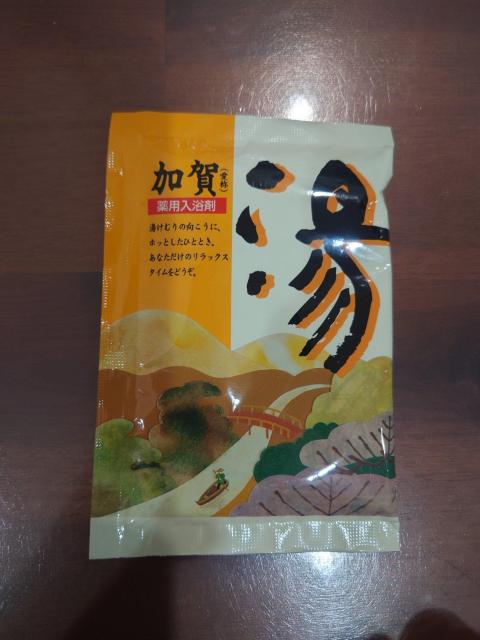 加賀(愛称)
湯
薬用入浴剤
湯けむりの向こうに、
ホッとしたひととき。
あなただけのリラックス
タイムをどうぞ。